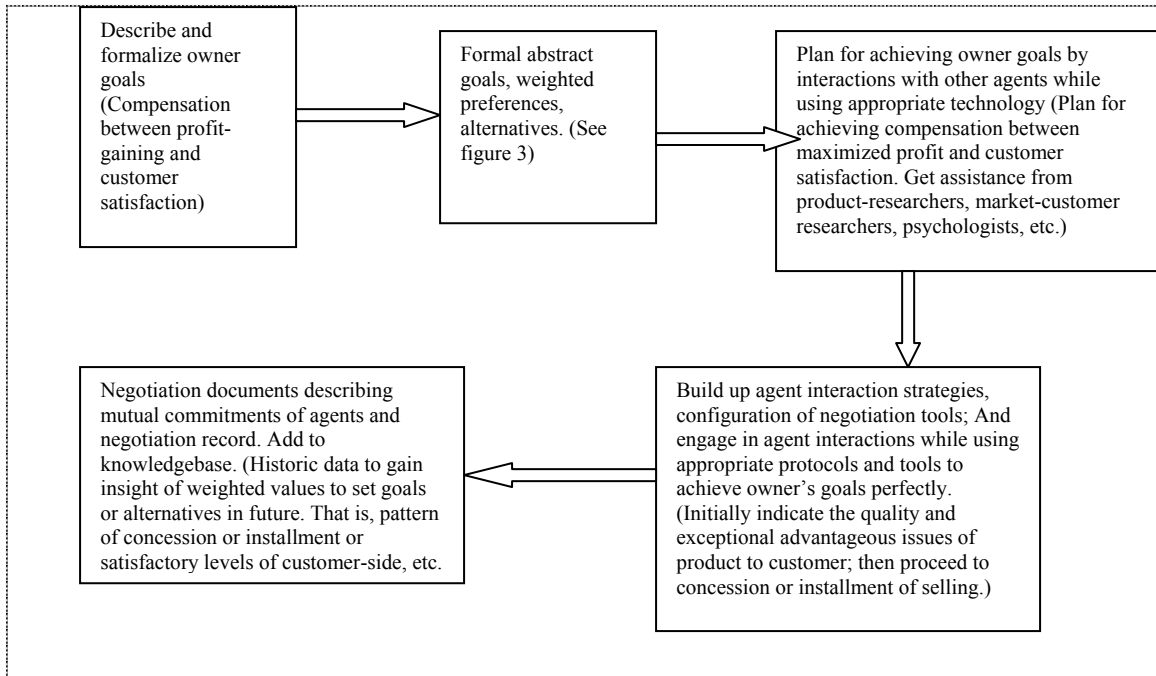 Describe and
formalize owner
goals
(Compensation
between profit-
gaining and
customer
satisfaction)
Formal abstract
goals, weighted
preferences,
alternatives. (See
figure 3)
Plan for achieving owner goals by
interactions with other agents while
using appropriate technology (Plan for
achieving compensation between
maximized profit and customer
satisfaction. Get assistance from
product-researchers, market-customer
researchers, psychologists, etc.)
Build up agent interaction strategies,
configuration of negotiation tools; And
engage in agent interactions while using
appropriate protocols and tools to
achieve owner’s goals perfectly.
(Initially indicate the quality and
exceptional advantageous issues of
product to customer; then proceed to
concession or installment of selling.)
Negotiation documents describing
mutual commitments of agents and
negotiation record. Add to
knowledgebase. (Historic data to gain
insight of weighted values to set goals
or alternatives in future. That is, pattern
of concession or installment or
satisfactory levels of customer-side, etc.